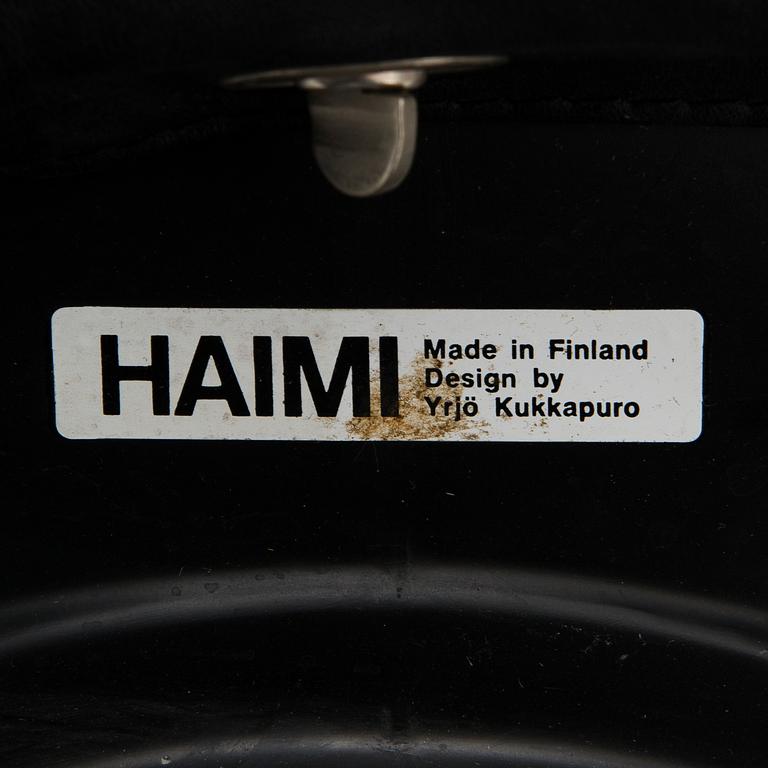 HAIMI
Made in Finland
Design by
Yrjö Kukkapuro